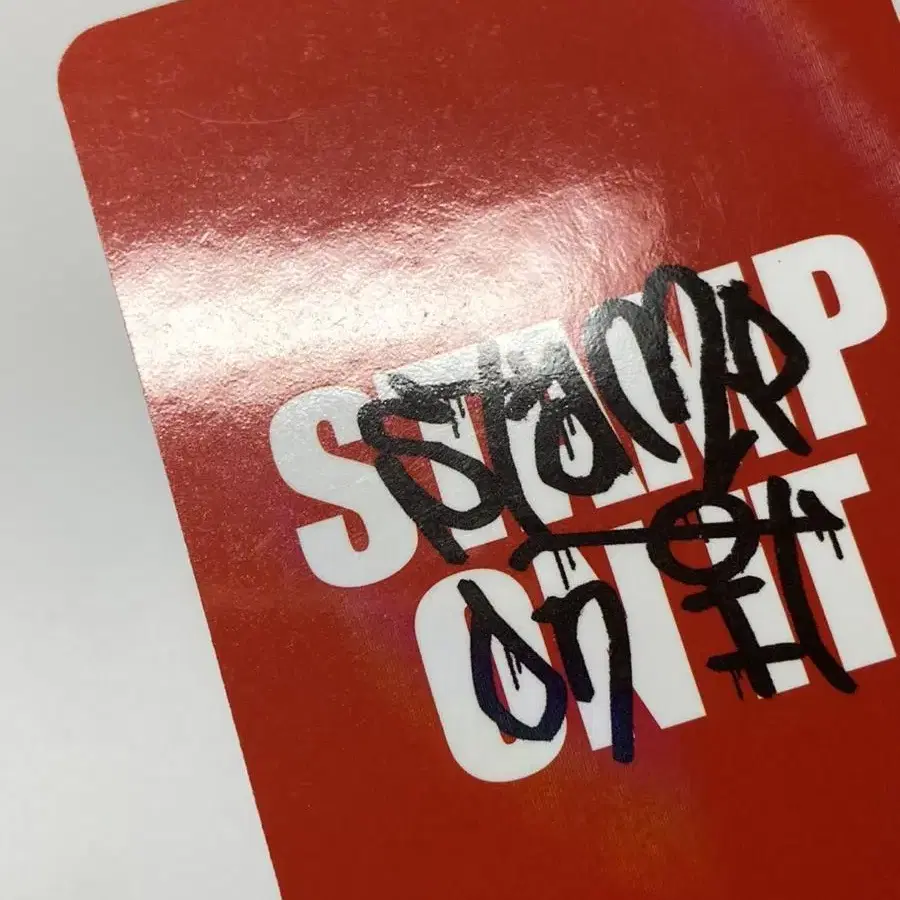 STAMP
ON IT
stamp
on it